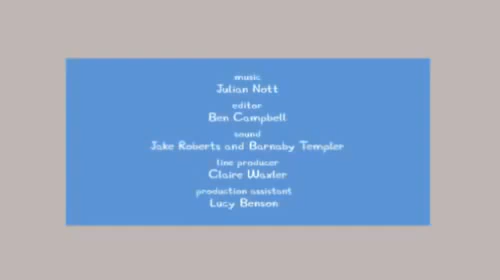 music
Julian Nott
editor
Ben Campbell
sound
Jake Roberts and Barnaby Templer
line producer
Claire Waxler
production assistant
Lucy Benson